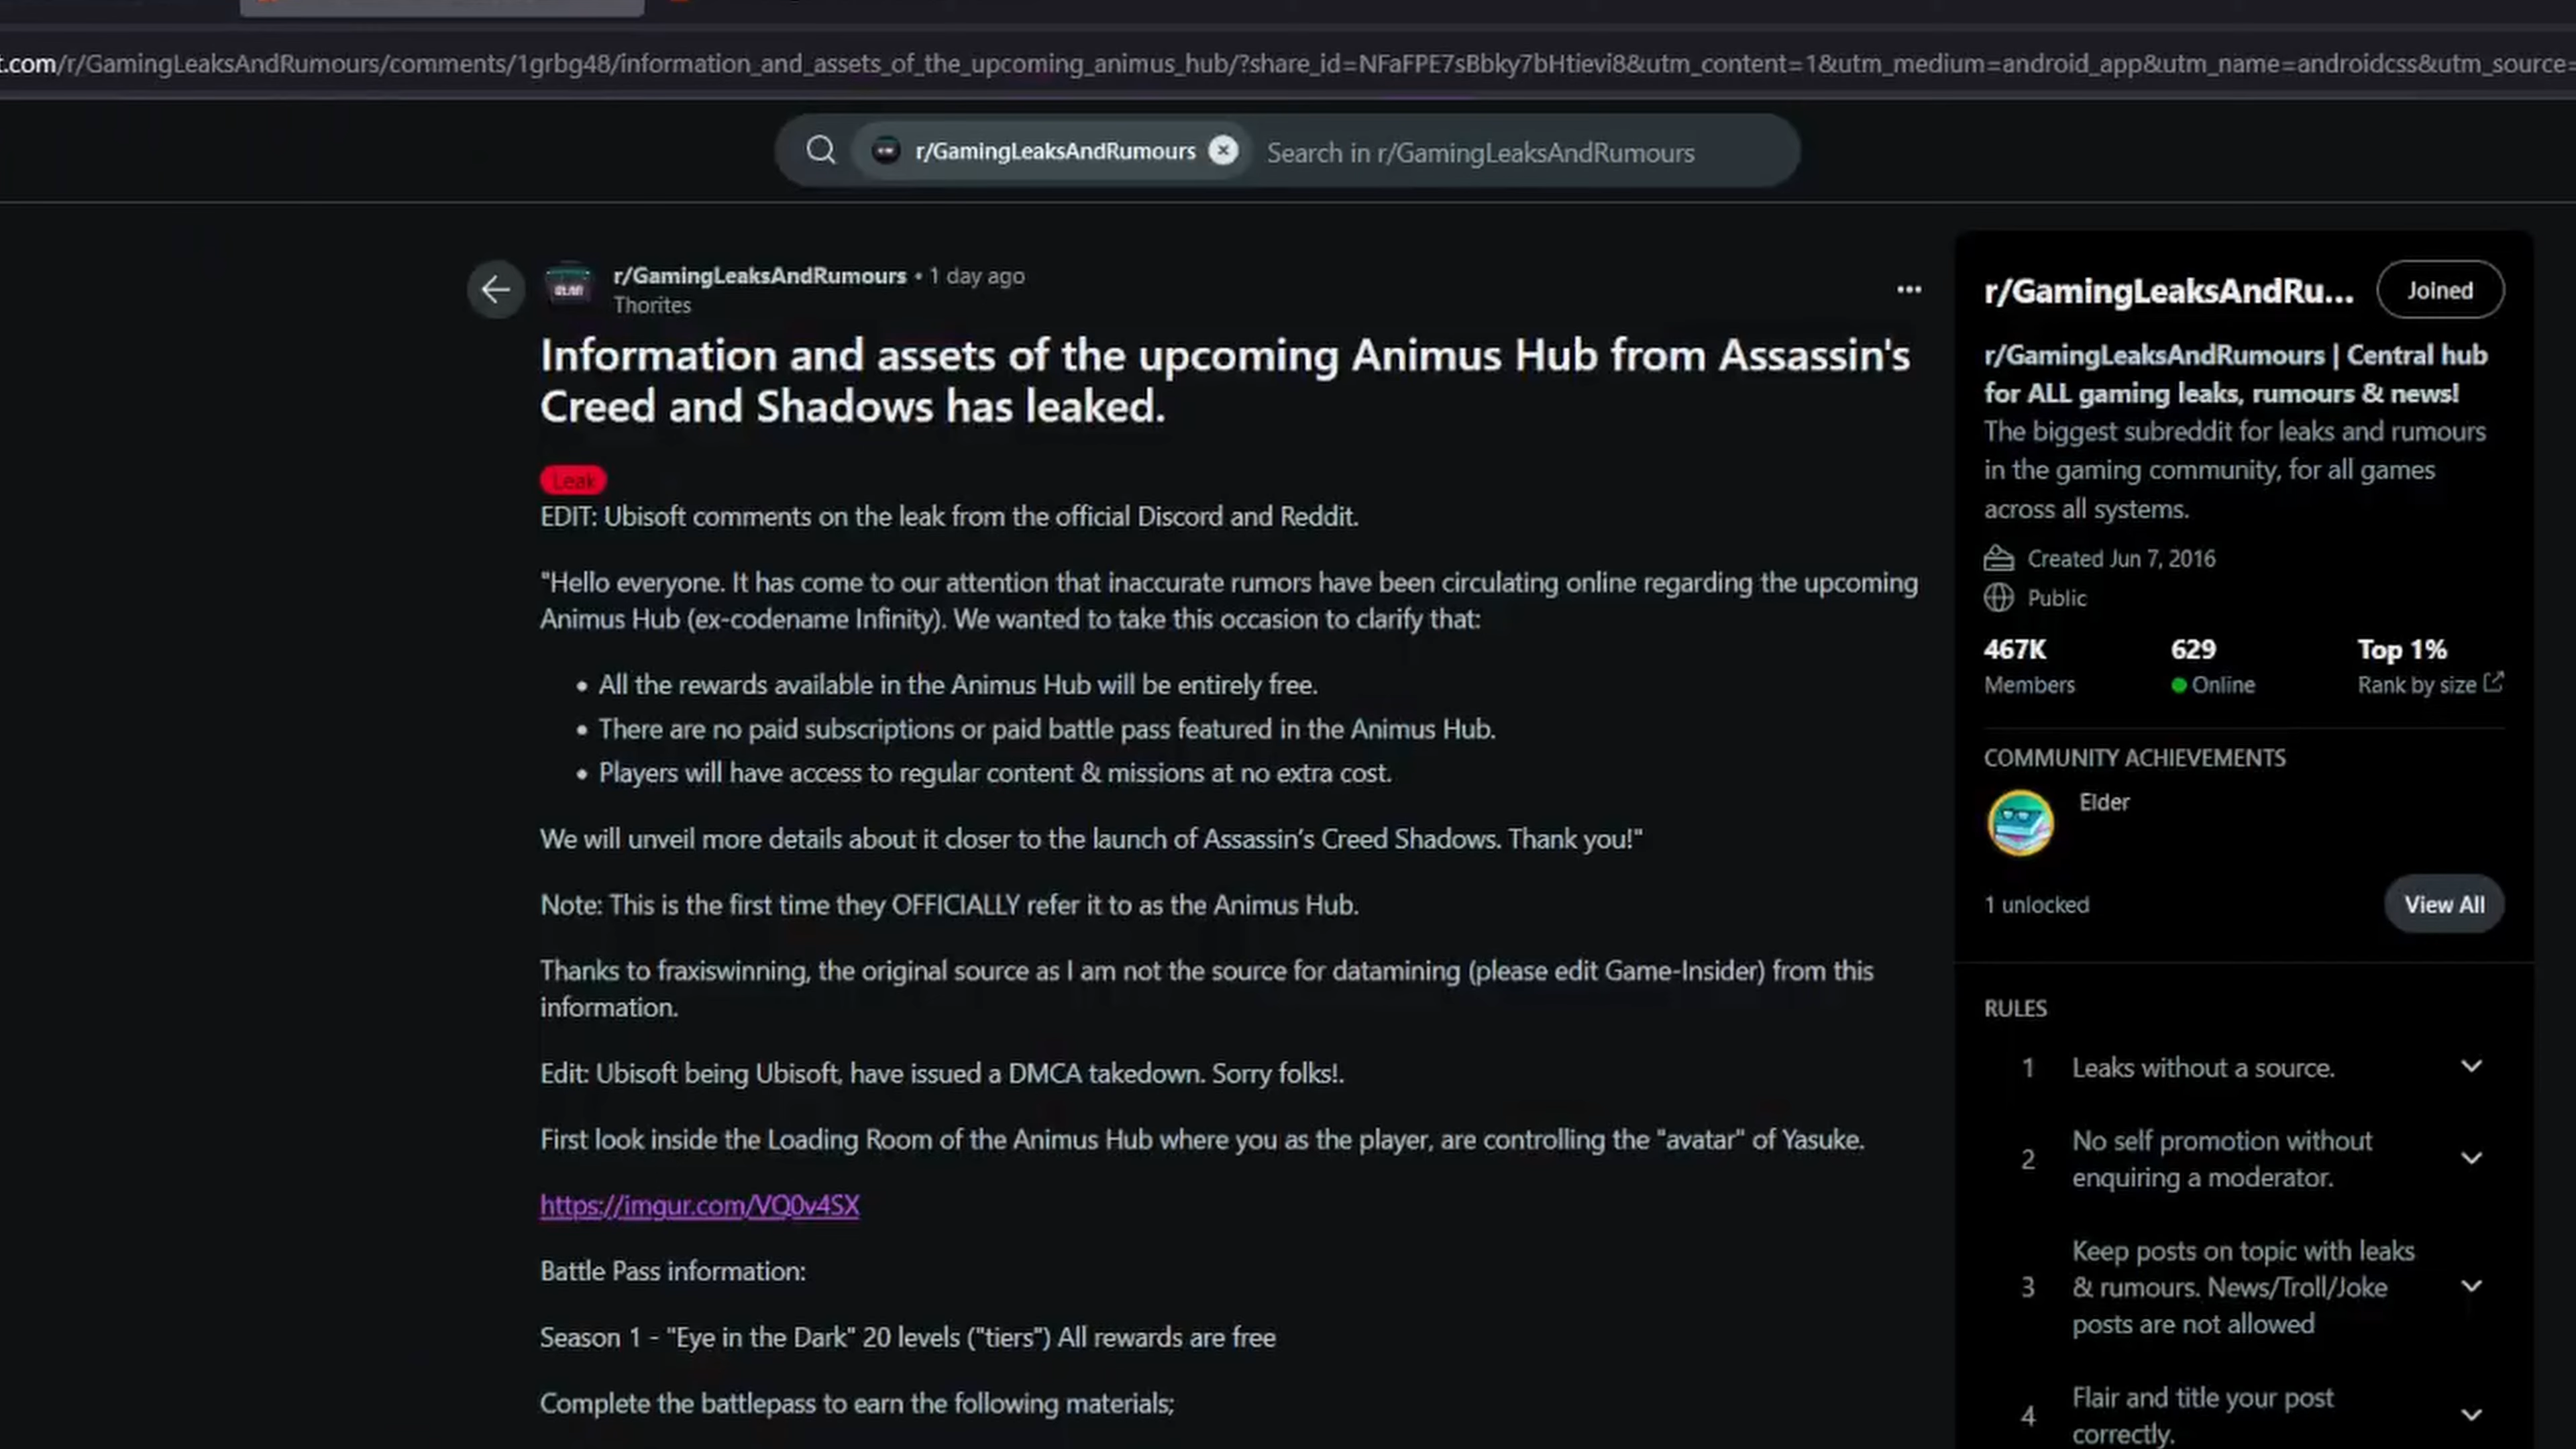 t.com/r/GamingLeaksAndRumours/comments/1grbg48/information_and_assets_of_the_upcoming_animus_hub/?share_id=NFaFPE7sBbky7bHtievi8&utm_content=1&utm_medium=android_app&utm_name=androidcss&utm_source=
r/GamingLeaksAndRumours Search in r/GamingLeaksAndRumours
r/GamingLeaksAndRumours • 1 day ago
Thorites
Information and assets of the upcoming Animus Hub from Assassin's
Creed and Shadows has leaked.
Leak
EDIT: Ubisoft comments on the leak from the official Discord and Reddit.
"Hello everyone. It has come to our attention that inaccurate rumors have been circulating online regarding the upcoming
Animus Hub (ex-codename Infinity). We wanted to take this occasion to clarify that:
• All the rewards available in the Animus Hub will be entirely free.
• There are no paid subscriptions or paid battle pass featured in the Animus Hub.
• Players will have access to regular content & missions at no extra cost.
We will unveil more details about it closer to the launch of Assassin’s Creed Shadows. Thank you!"
Note: This is the first time they OFFICIALLY refer it to as the Animus Hub.
Thanks to fraxiswinning, the original source as I am not the source for datamining (please edit Game-Insider) from this
information.
Edit: Ubisoft being Ubisoft, have issued a DMCA takedown. Sorry folks!.
First look inside the Loading Room of the Animus Hub where you as the player, are controlling the "avatar" of Yasuke.
https://imgur.com/VQ0v4SX
Battle Pass information:
Season 1 - "Eye in the Dark" 20 levels ("tiers") All rewards are free
Complete the battlepass to earn the following materials;
r/GamingLeaksAndRu... Joined
r/GamingLeaksAndRumours | Central hub
for ALL gaming leaks, rumours & news!
The biggest subreddit for leaks and rumours
in the gaming community, for all games
across all systems.
Created Jun 7, 2016
Public
467K 629 Top 1%
Members Online Rank by size
COMMUNITY ACHIEVEMENTS
Elder
1 unlocked View All
RULES
1 Leaks without a source.
2 No self promotion without
enquiring a moderator.
3 Keep posts on topic with leaks
& rumours. News/Troll/Joke
posts are not allowed
4 Flair and title your post
correctly.